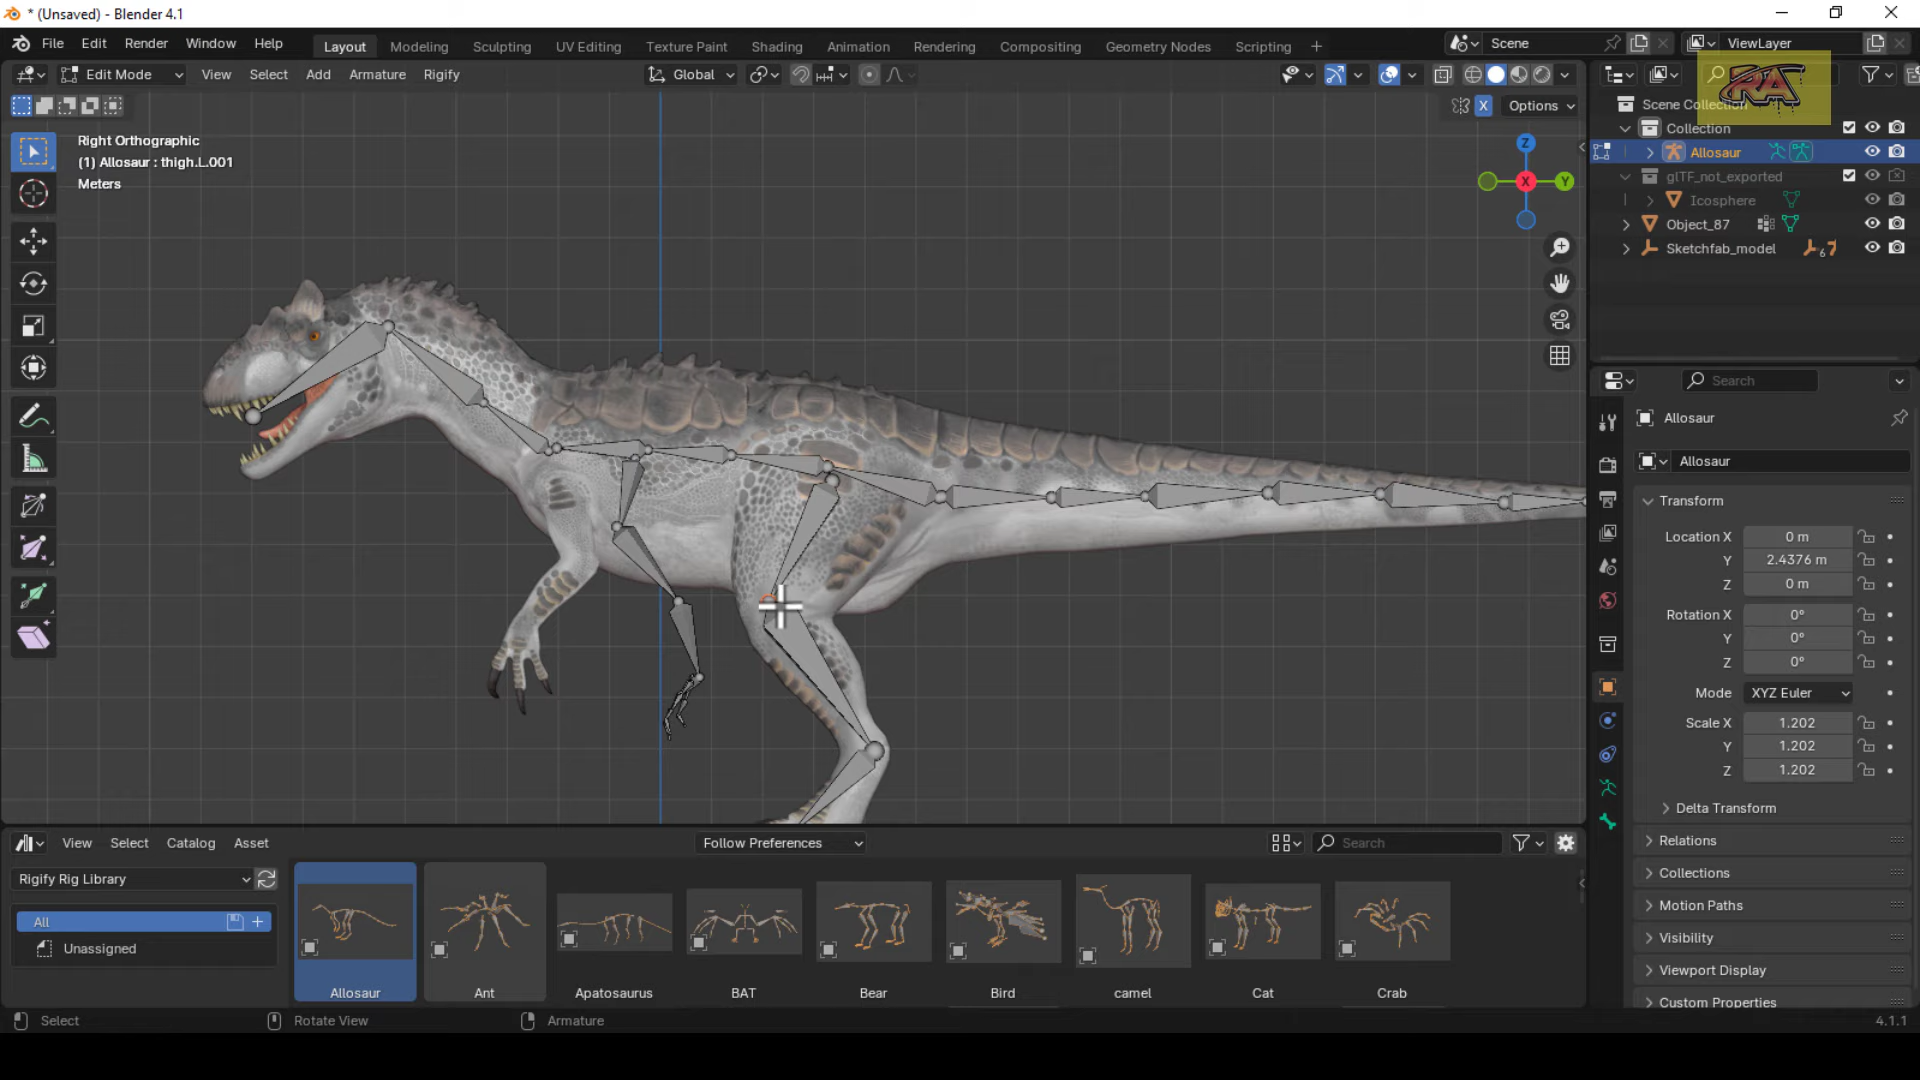 * (Unsaved) - Blender 4.1
File Edit Render Window Help
Layout Modeling Sculpting UV Editing Texture Paint Shading Animation Rendering Compositing Geometry Nodes Scripting +
Scene
ViewLayer
Edit Mode View Select Add Armature Rigify
Global
X Options
RA
Right Orthographic
(1) Allosaur : thigh.L.001
Meters
Z
X
Y
Scene Collection
Collection
Allosaur
glTF_not_exported
Icosphere
Object_87
Sketchfab_model
6 7
Search
Allosaur
Allosaur
Transform
Location X 0 m
Y 2.4376 m
Z 0 m
Rotation X 0°
Y 0°
Z 0°
Mode XYZ Euler
Scale X 1.202
Y 1.202
Z 1.202
Delta Transform
Relations
Collections
Motion Paths
Visibility
Viewport Display
Custom Properties
View Select Catalog Asset
Follow Preferences
Search
Rigify Rig Library
All
Unassigned
Allosaur
Ant
Apatosaurus
BAT
Bear
Bird
camel
Cat
Crab
Select
Rotate View
Armature
4.1.1